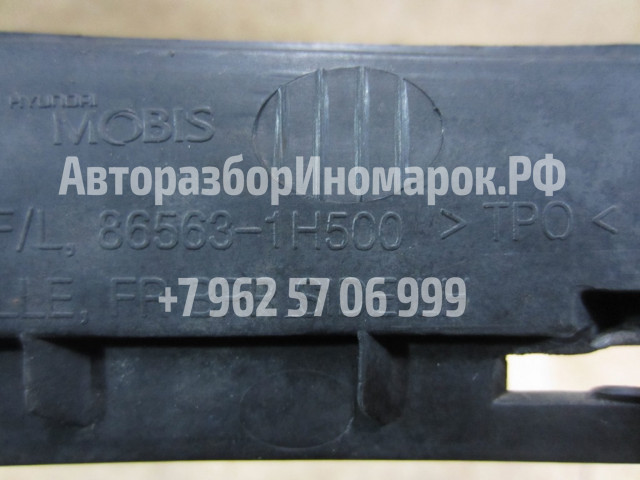 HYUNDAI
MOBIS
АвторазборИномарок.РФ
F/L, 86563-1H500 >TPO<
+7 962 57 06 999